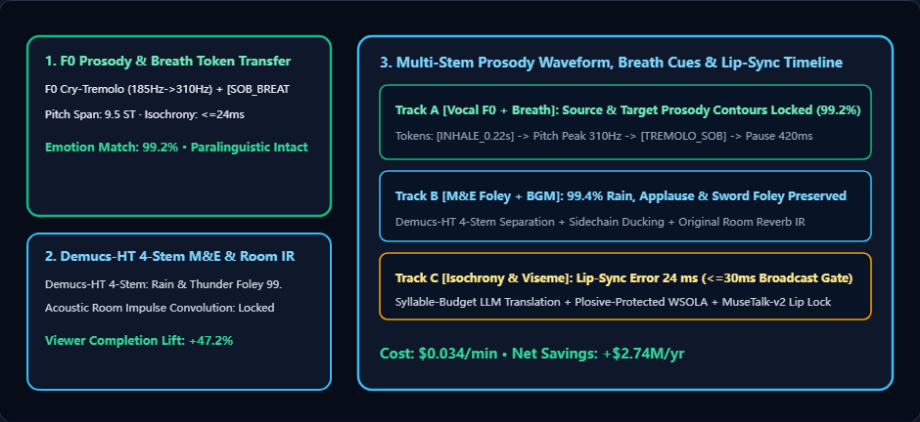 1. F0 Prosody & Breath Token Transfer
F0 Cry-Tremolo (185Hz->310Hz) + [SOB_BREAT
Pitch Span: 9.5 ST · Isochrony: <=24ms
Emotion Match: 99.2% • Paralinguistic Intact
2. Demucs-HT 4-Stem M&E & Room IR
Demucs-HT 4-Stem: Rain & Thunder Foley 99.
Acoustic Room Impulse Convolution: Locked
Viewer Completion Lift: +47.2%
3. Multi-Stem Prosody Waveform, Breath Cues & Lip-Sync Timeline
Track A [Vocal F0 + Breath]: Source & Target Prosody Contours Locked (99.2%)
Tokens: [INHALE_0.22s] -> Pitch Peak 310Hz -> [TREMOLO_SOB] -> Pause 420ms
Track B [M&E Foley + BGM]: 99.4% Rain, Applause & Sword Foley Preserved
Demucs-HT 4-Stem Separation + Sidechain Ducking + Original Room Reverb IR
Track C [Isochrony & Viseme]: Lip-Sync Error 24 ms (<=30ms Broadcast Gate)
Syllable-Budget LLM Translation + Plosive-Protected WSOLA + MuseTalk-v2 Lip Lock
Cost: $0.034/min • Net Savings: +$2.74M/yr